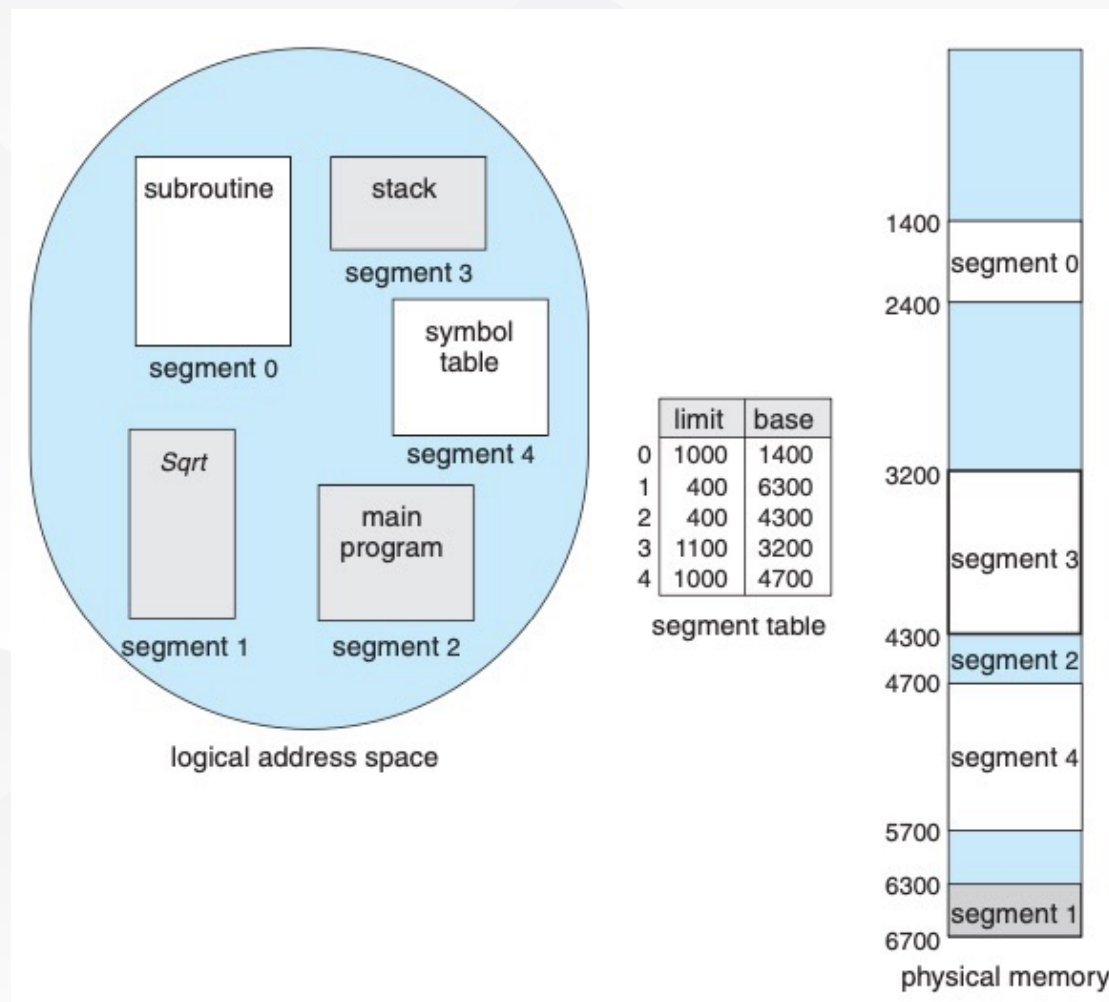 subroutine
stack
segment 3
segment 0
symbol
table
segment 4
Sqrt
segment 1
main
program
segment 2
logical address space
limit base
0 1000 1400
1 400 6300
2 400 4300
3 1100 3200
4 1000 4700
segment table
1400
segment 0
2400
3200
segment 3
4300
segment 2
4700
segment 4
5700
6300
segment 1
6700
physical memory